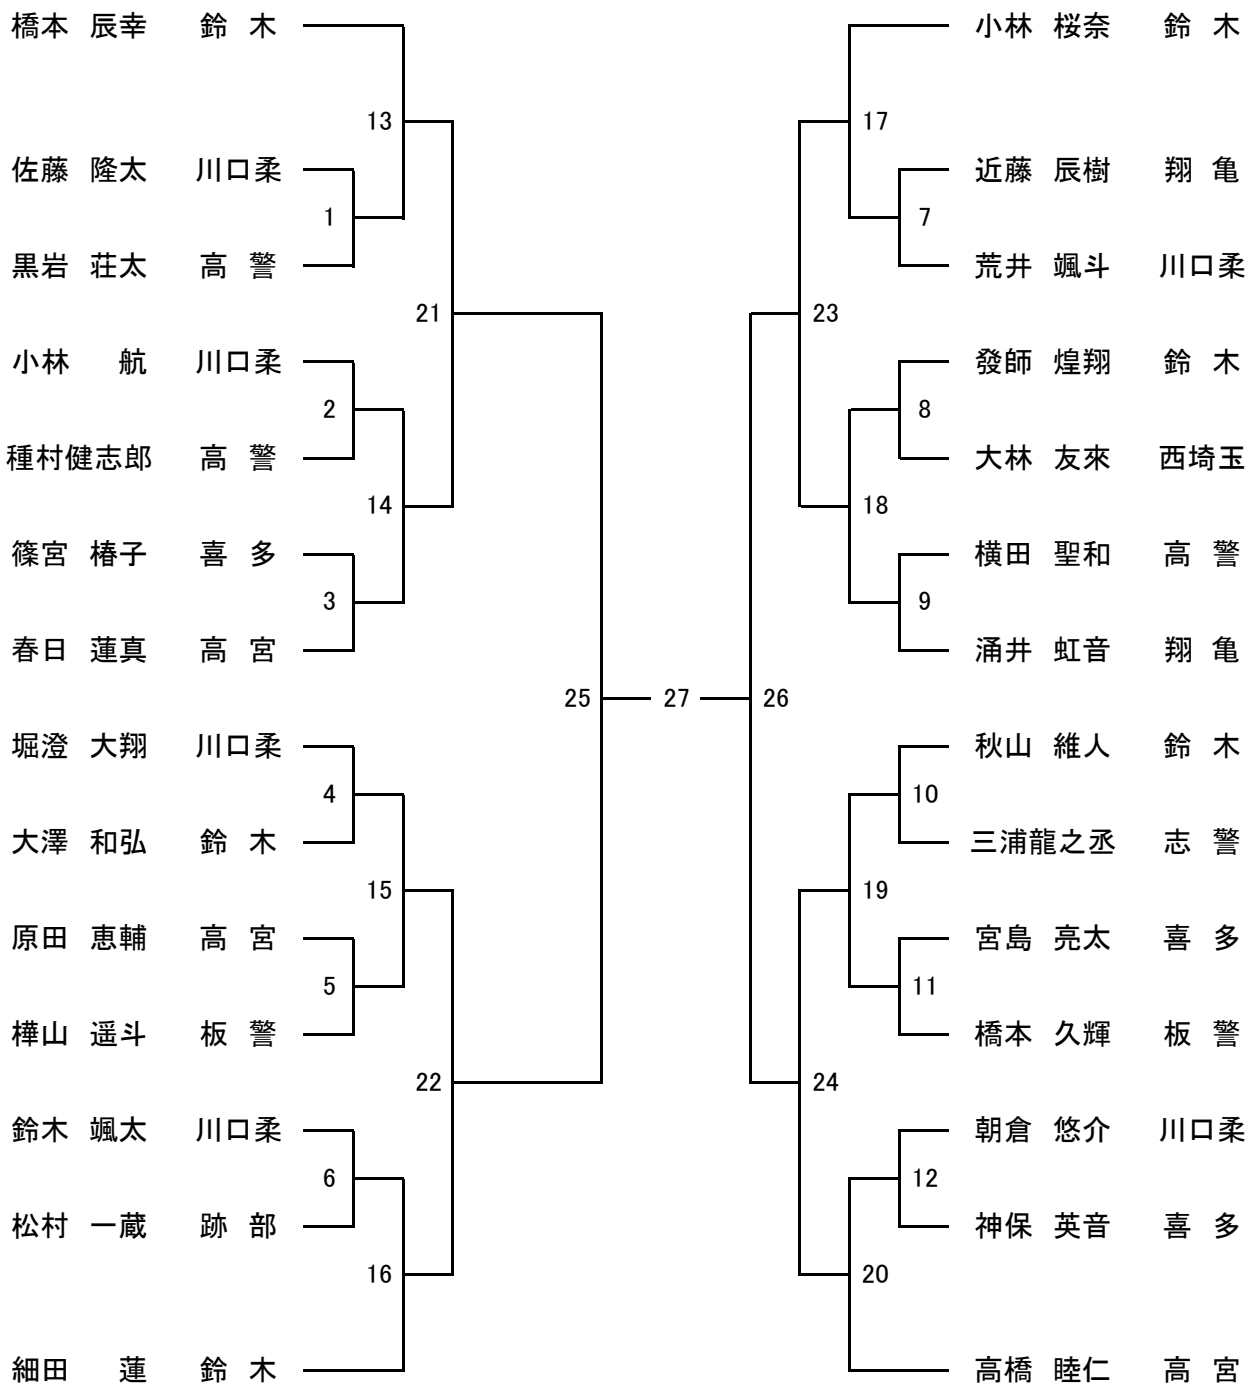 橋本 辰幸 鈴 木
13
佐藤 隆太 川口柔
1
黒岩 荘太 高 警
21
小林 航 川口柔
2
種村健志郎 高 警
14
篠宮 椿子 喜 多
3
春日 蓮真 高 宮
25
堀澄 大翔 川口柔
4
大澤 和弘 鈴 木
15
原田 恵輔 高 宮
5
樺山 遥斗 板 警
22
鈴木 颯太 川口柔
6
松村 一蔵 跡 部
16
細田 蓮 鈴 木
27
小林 桜奈 鈴 木
17
近藤 辰樹 翔 亀
7
荒井 颯斗 川口柔
23
發師 煌翔 鈴 木
8
大林 友來 西埼玉
18
横田 聖和 高 警
9
涌井 虹音 翔 亀
26
秋山 維人 鈴 木
10
三浦龍之丞 志 警
19
宮島 亮太 喜 多
11
橋本 久輝 板 警
24
朝倉 悠介 川口柔
12
神保 英音 喜 多
20
高橋 睦仁 高 宮